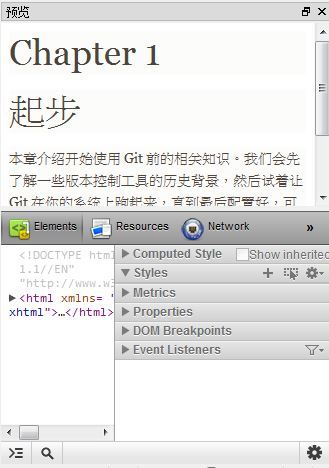 预览
Chapter 1
起步
本章介绍开始使用 Git 前的相关知识。我们会先
了解一些版本控制工具的历史背景，然后试着让
Git 在你的系统上跑起来，直到最后配置好，可
Elements
Resources
Network
»
<!DOCTYPE html
1.1//EN"
"http://www.w3
▶<html xmlns= "
xhtml">…</html>
▶ Computed Style
Show inherited
▼ Styles
▶ Metrics
▶ Properties
▶ DOM Breakpoints
▶ Event Listeners